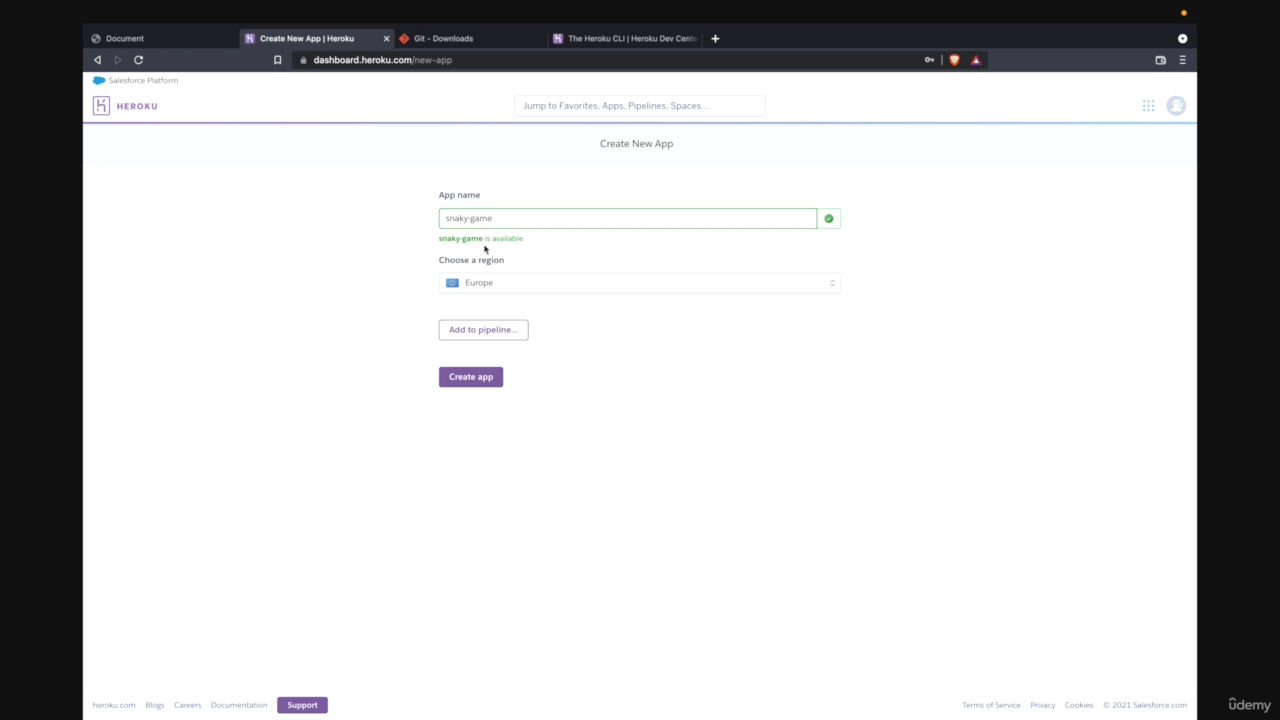 Document
Create New App | Heroku
Git - Downloads
The Heroku CLI | Heroku Dev Cente
dashboard.heroku.com/new-app
Salesforce Platform
HEROKU
Jump to Favorites, Apps, Pipelines, Spaces...
Create New App
App name
snaky-game
snaky-game is available
Choose a region
Europe
Add to pipeline...
Create app
heroku.com Blogs Careers Documentation Support Terms of Service Privacy Cookies © 2021 Salesforce.com
ûdemy